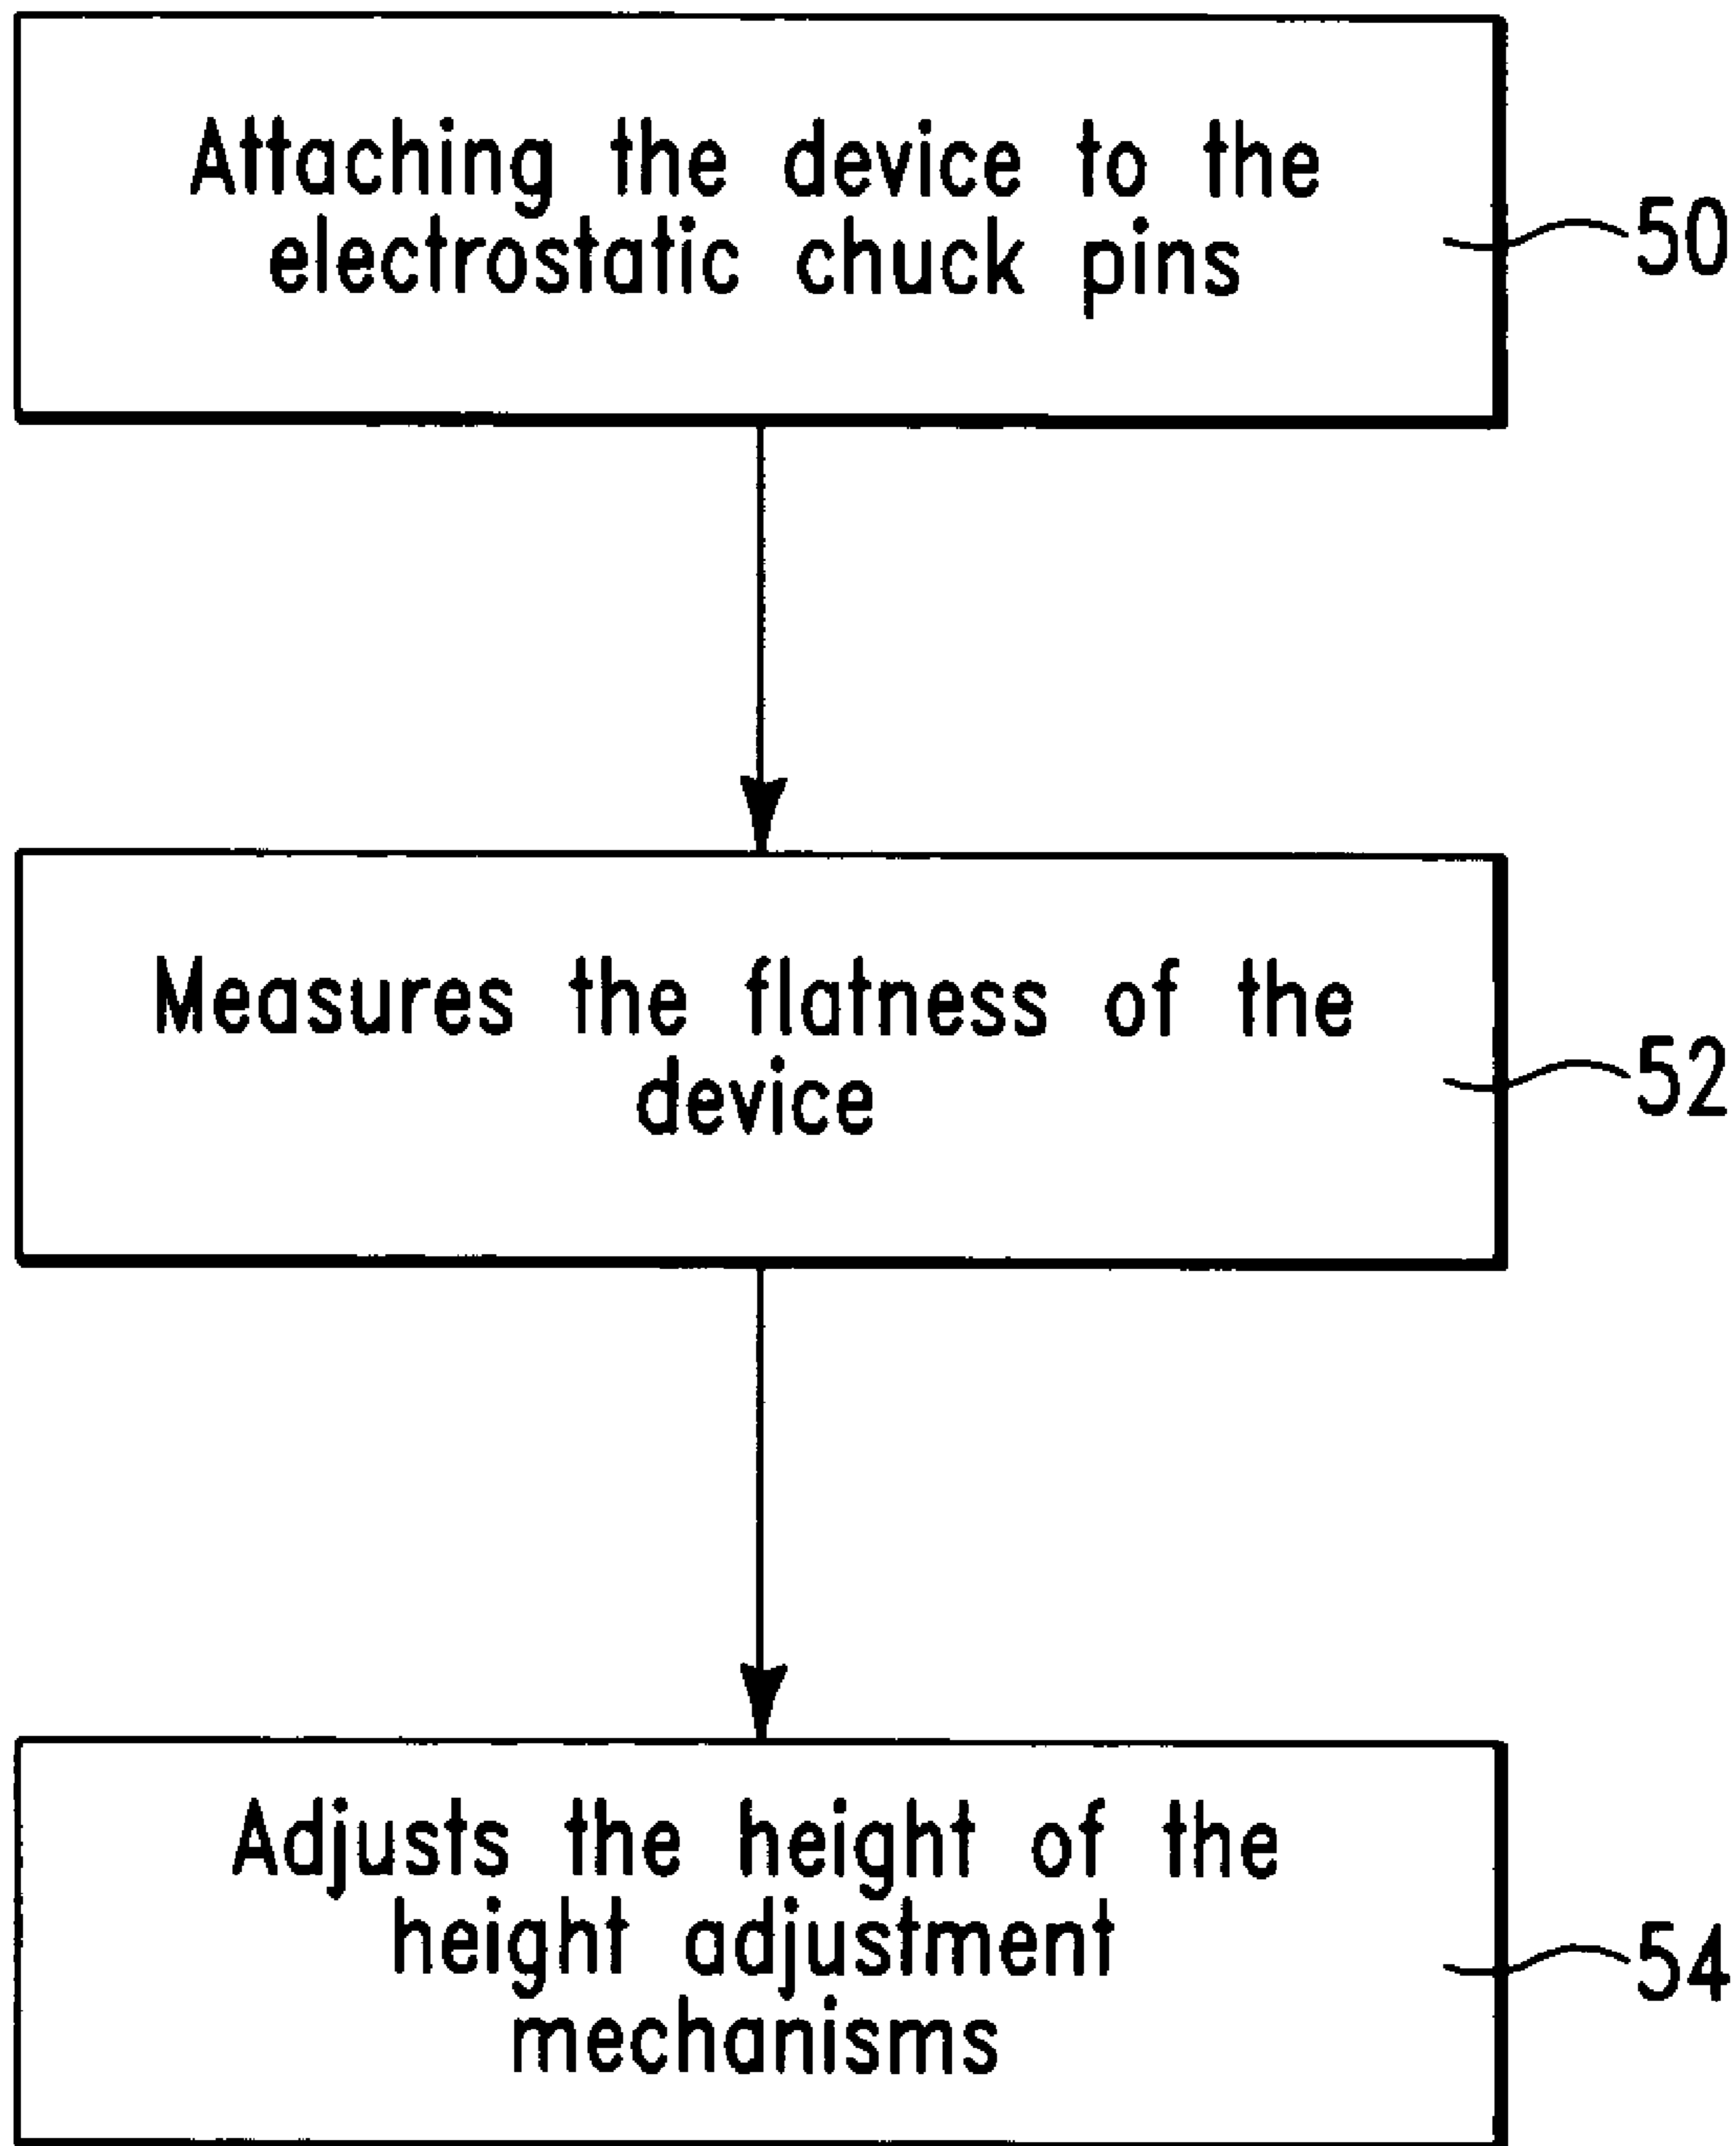 Attaching the device to the
electrostatic chuck pins
50
Measures the flatness of the
device
52
Adjusts the height of the
height adjustment
mechanisms
54